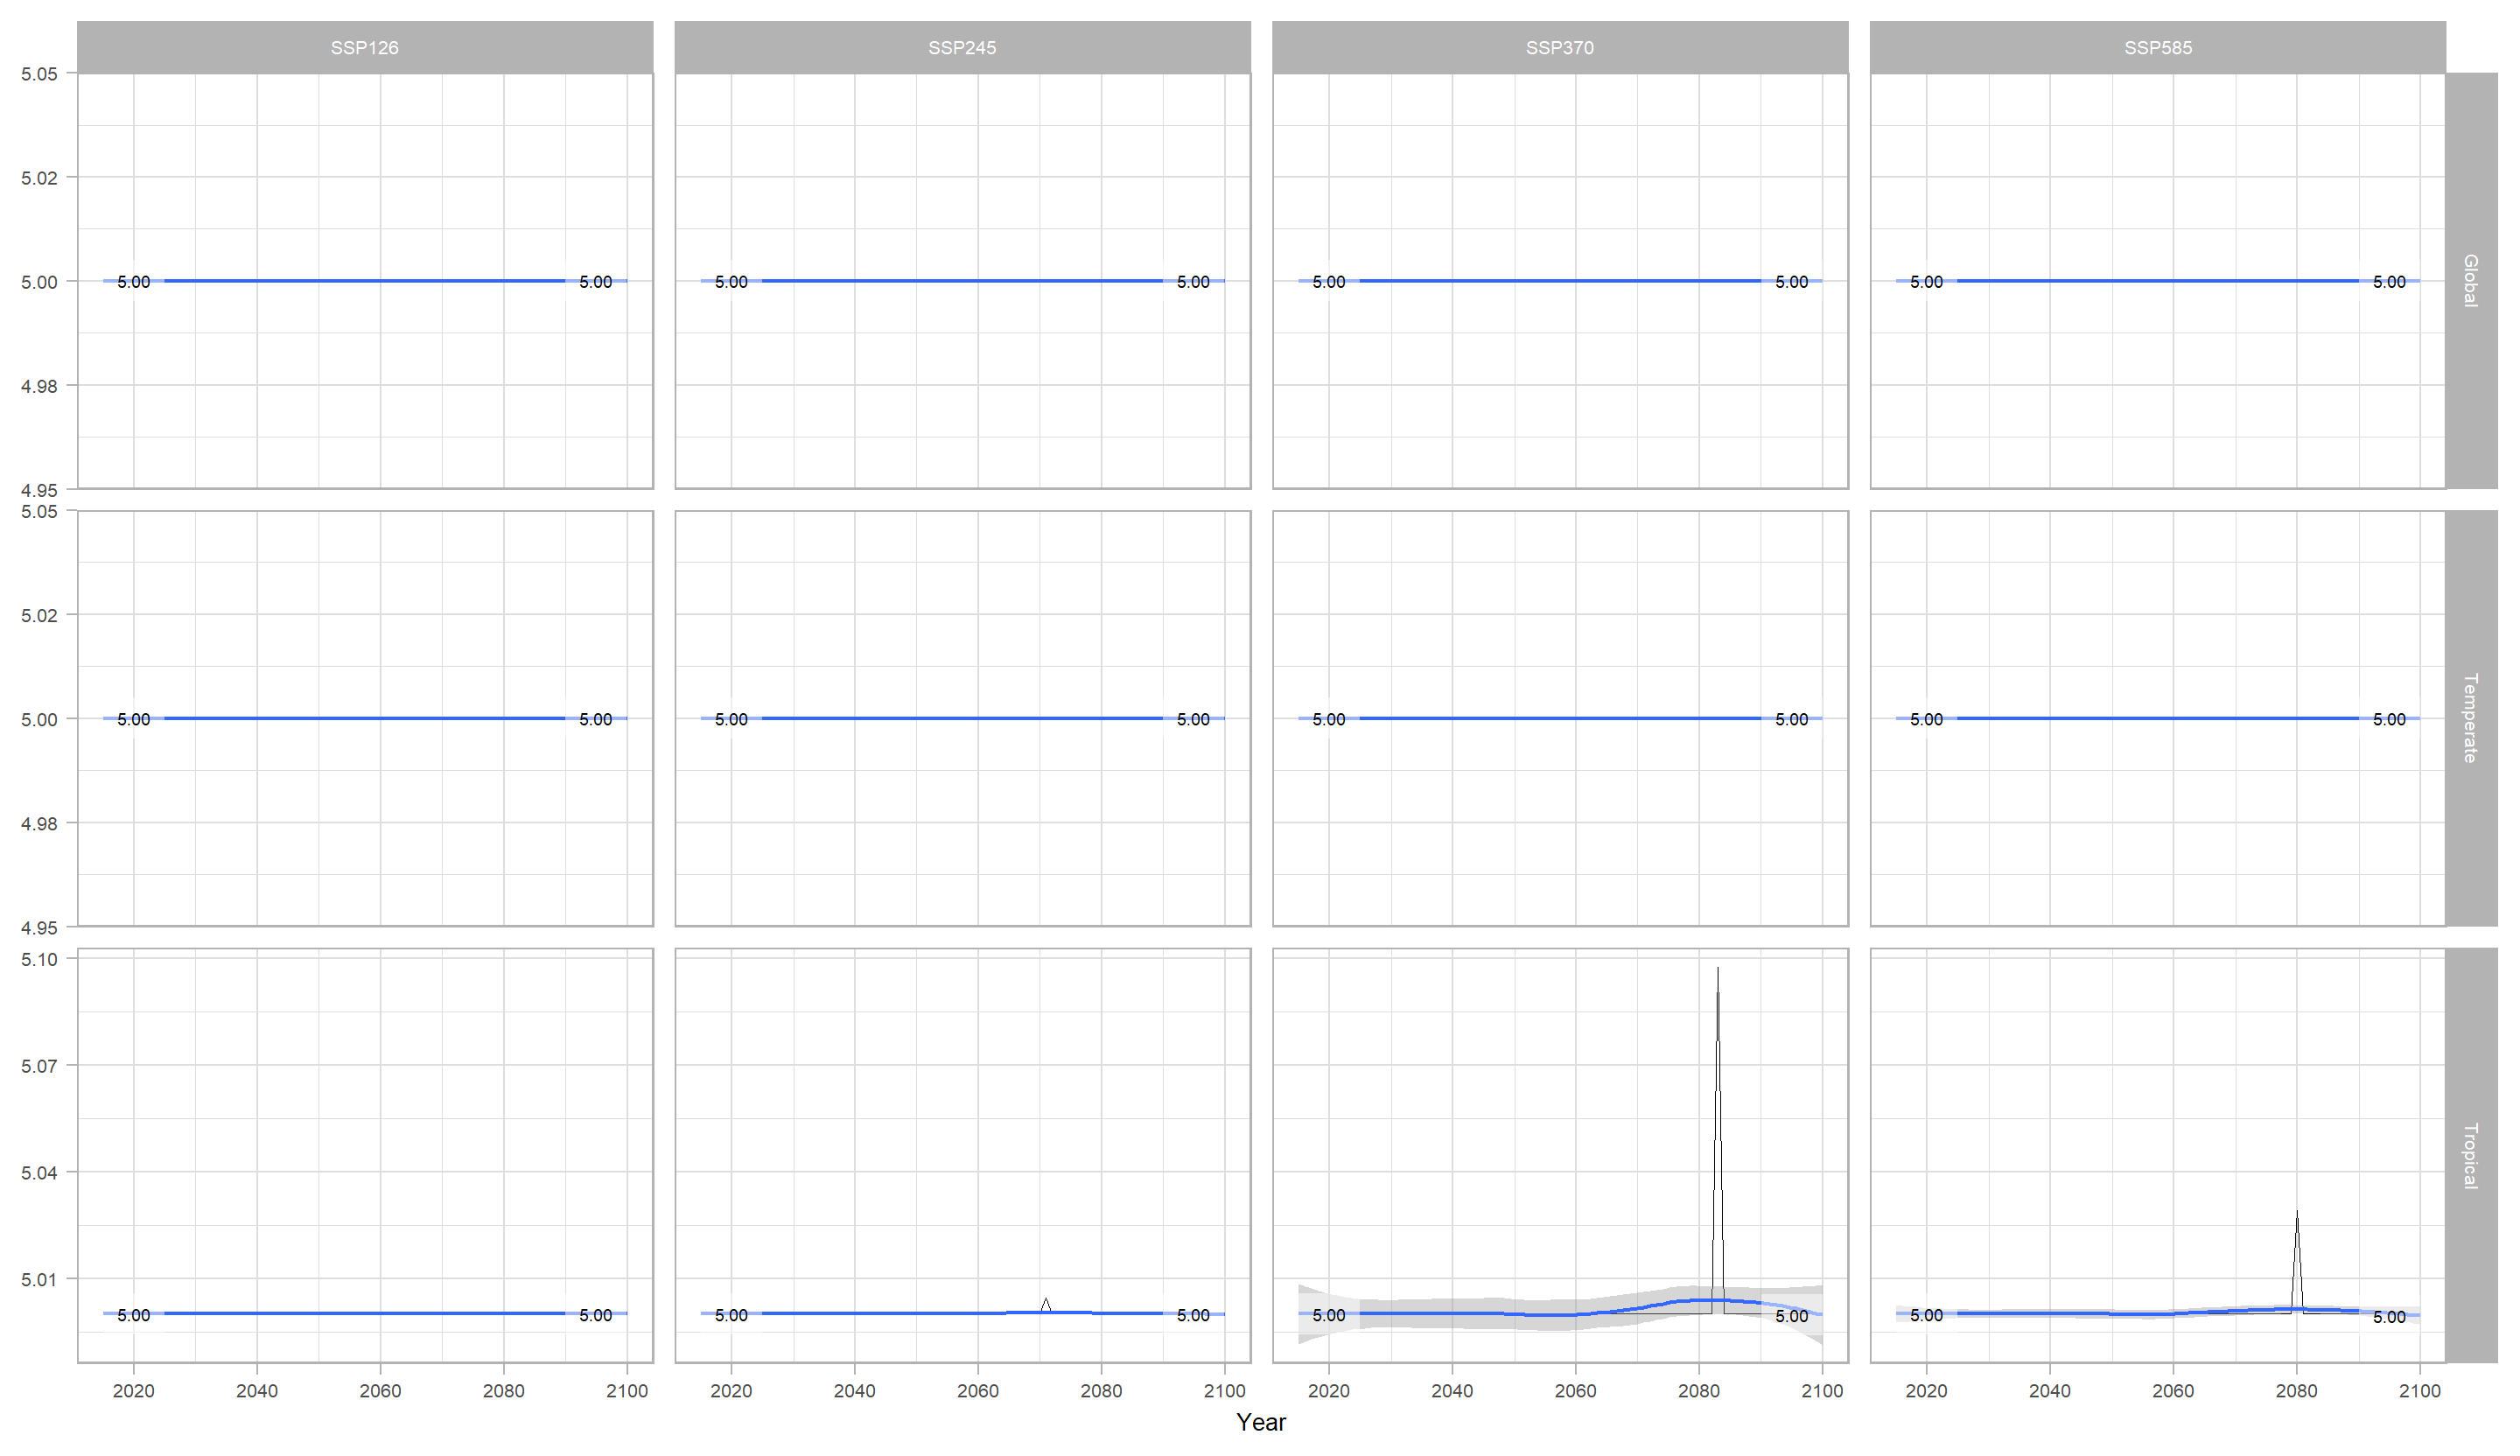 SSP126 SSP245 SSP370 SSP585
5.05
5.02
5.00 5.00 5.00 5.00 5.00 5.00 5.00 5.00 5.00 Global
4.98
4.95
5.05
5.02
5.00 5.00 5.00 5.00 5.00 5.00 5.00 5.00 5.00 Temperate
4.98
4.95
5.10
5.07
5.04 Tropical
5.01
5.00 5.00 5.00 5.00 5.00 5.00 5.00 5.00
2020 2040 2060 2080 2100 2020 2040 2060 2080 2100 2020 2040 2060 2080 2100 2020 2040 2060 2080 2100
Year